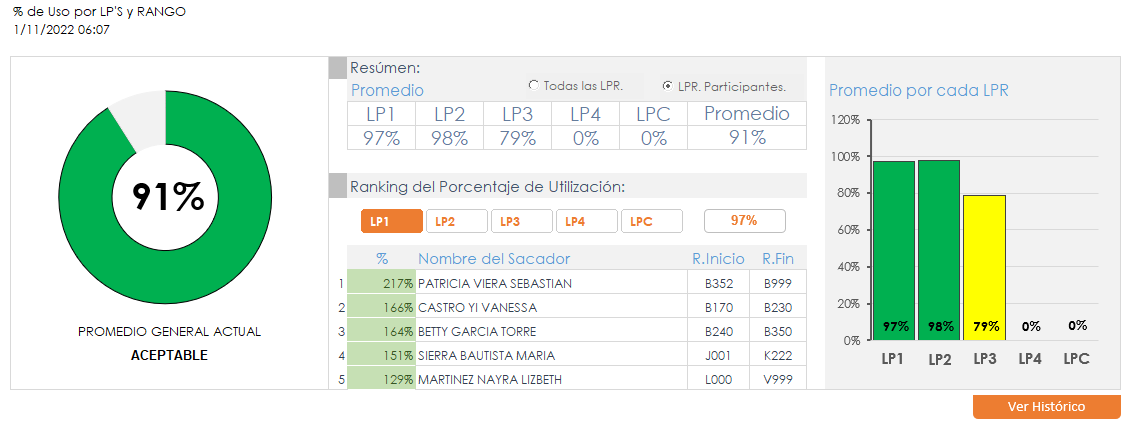 % de Uso por LP'S y RANGO
1/11/2022 06:07
91%
PROMEDIO GENERAL ACTUAL
ACEPTABLE
Resúmen:
Promedio
Todas las LPR.
LPR. Participantes.
LP1 LP2 LP3 LP4 LPC Promedio
97% 98% 79% 0% 0% 91%
Ranking del Porcentaje de Utilización:
LP1 LP2 LP3 LP4 LPC 97%
% Nombre del Sacador R.Inicio R.Fin
1 217% PATRICIA VIERA SEBASTIAN B352 B999
2 166% CASTRO YI VANESSA B170 B230
3 164% BETTY GARCIA TORRE B240 B350
4 151% SIERRA BAUTISTA MARIA J001 K222
5 129% MARTINEZ NAYRA LIZBETH L000 V999
Promedio por cada LPR
120%
100%
80%
60%
40%
20%
0%
97% 98% 79% 0% 0%
LP1 LP2 LP3 LP4 LPC
Ver Histórico